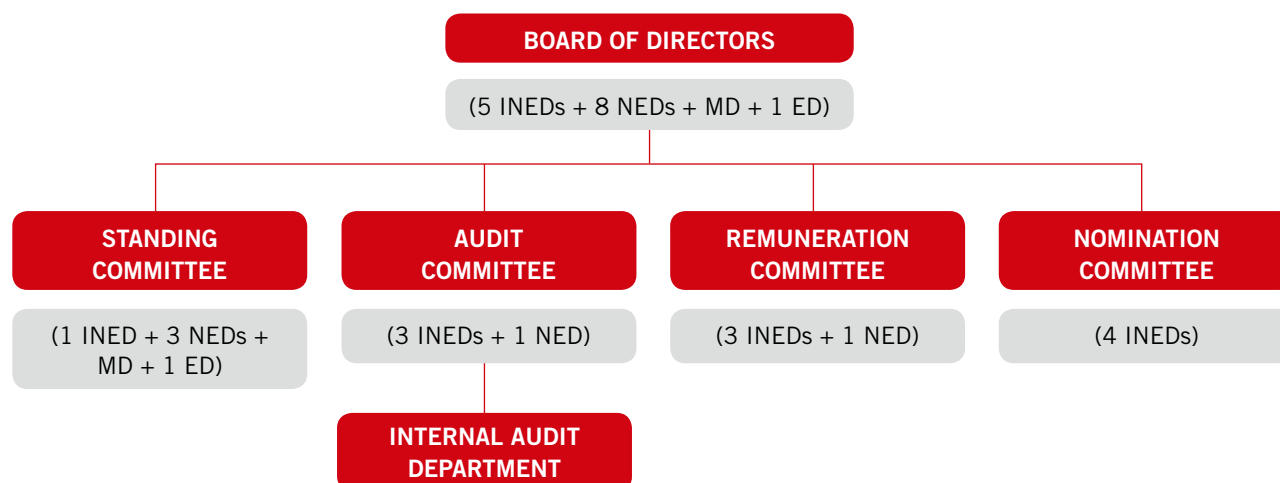 BOARD OF DIRECTORS
(5 INEDs + 8 NEDs + MD + 1 ED)
STANDING
COMMITTEE
(1 INED + 3 NEDs +
MD + 1 ED)
AUDIT
COMMITTEE
(3 INEDs + 1 NED)
REMUNERATION
COMMITTEE
(3 INEDs + 1 NED)
NOMINATION
COMMITTEE
(4 INEDs)
INTERNAL AUDIT
DEPARTMENT